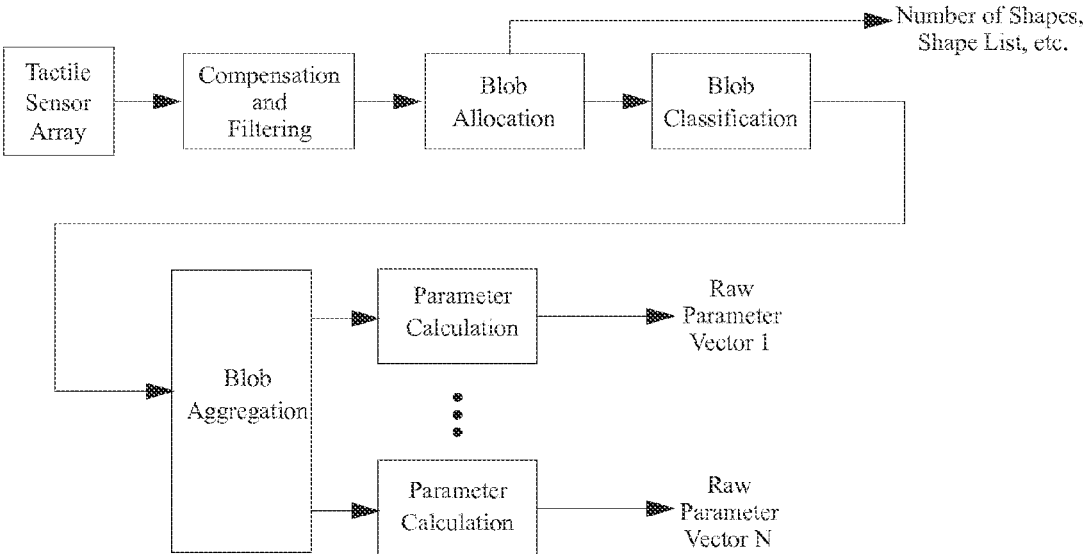 Tactile
Sensor
Array
Compensation
and
Filtering
Blob
Allocation
Blob
Classification
Number of Shapes,
Shape List, etc.
Blob
Aggregation
Parameter
Calculation
Raw
Parameter
Vector 1
Parameter
Calculation
Raw
Parameter
Vector N